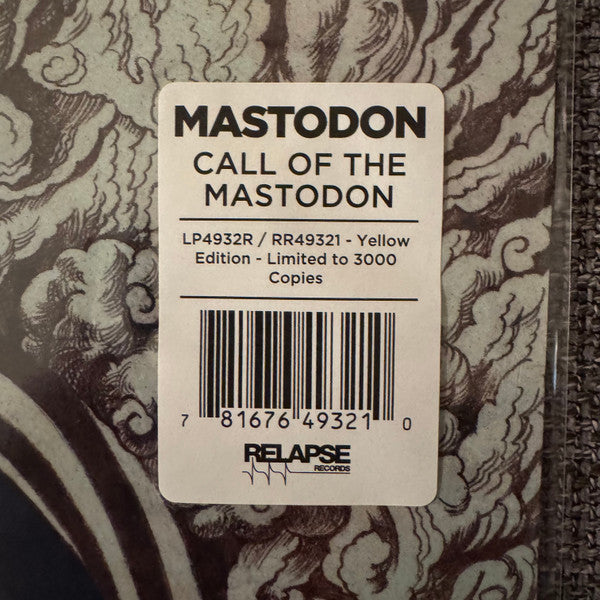 MASTODON
CALL OF THE
MASTODON
LP4932R / RR49321 - Yellow
Edition - Limited to 3000
Copies
7 81676 49321 0
RELAPSE
RECORDS